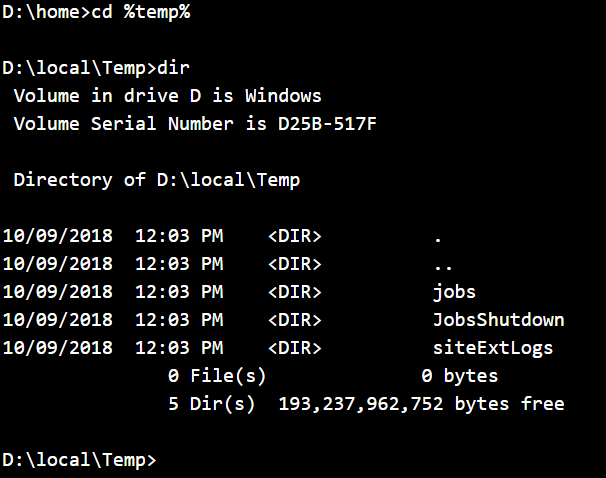 D:\home>cd %temp%
D:\local\Temp>dir
Volume in drive D is Windows
Volume Serial Number is D25B-517F
Directory of D:\local\Temp
10/09/2018  12:03 PM    <DIR>          .
10/09/2018  12:03 PM    <DIR>          ..
10/09/2018  12:03 PM    <DIR>          jobs
10/09/2018  12:03 PM    <DIR>          JobsShutdown
10/09/2018  12:03 PM    <DIR>          siteExtLogs
0 File(s)              0 bytes
5 Dir(s)  193,237,962,752 bytes free
D:\local\Temp>